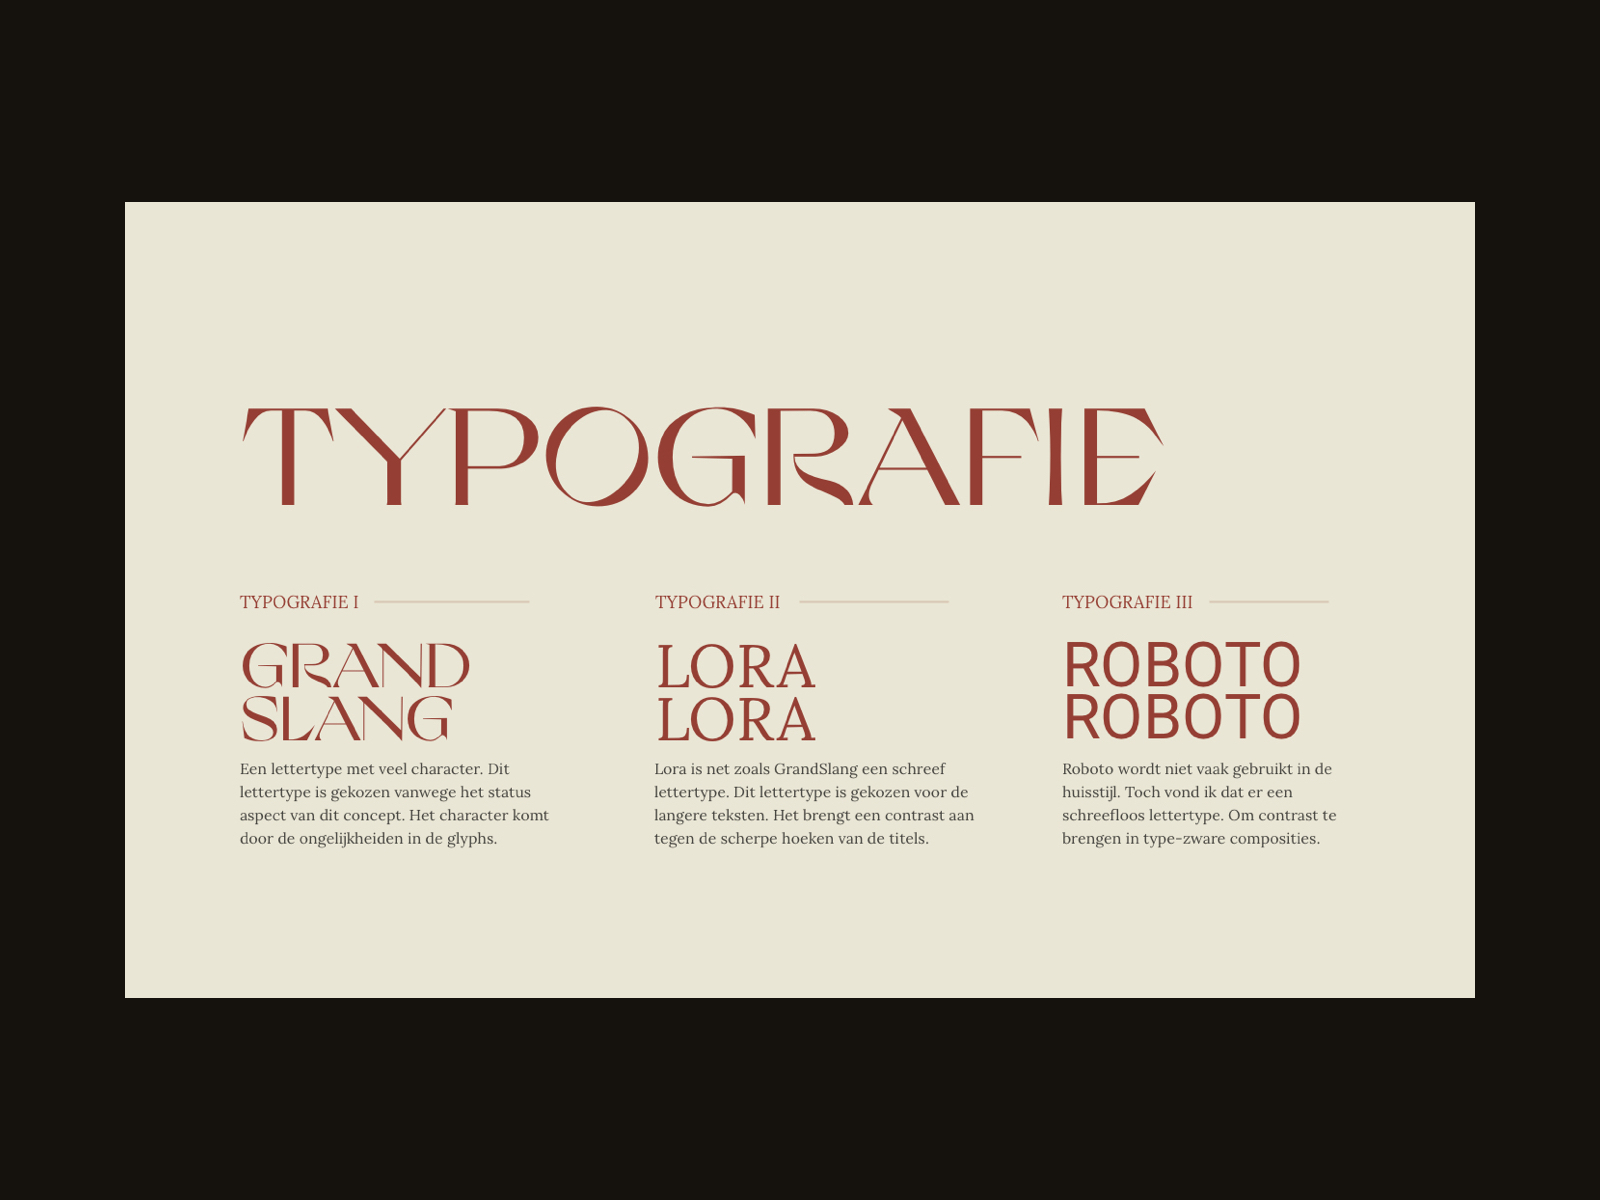 TYPOGRAFIE
TYPOGRAFIE I
GRAND
SLANG
Een lettertype met veel character. Dit
lettertype is gekozen vanwege het status
aspect van dit concept. Het character komt
door de ongelijkheiden in de glyphs.
TYPOGRAFIE II
LORA
LORA
Lora is net zoals GrandSlang een schreef
lettertype. Dit lettertype is gekozen voor de
langere teksten. Het brengt een contrast aan
tegen de scherpe hoeken van de titels.
TYPOGRAFIE III
ROBOTO
ROBOTO
Roboto wordt niet vaak gebruikt in de
huisstijl. Toch vond ik dat er een
schreefloos lettertype. Om contrast te
brengen in type-zware composities.